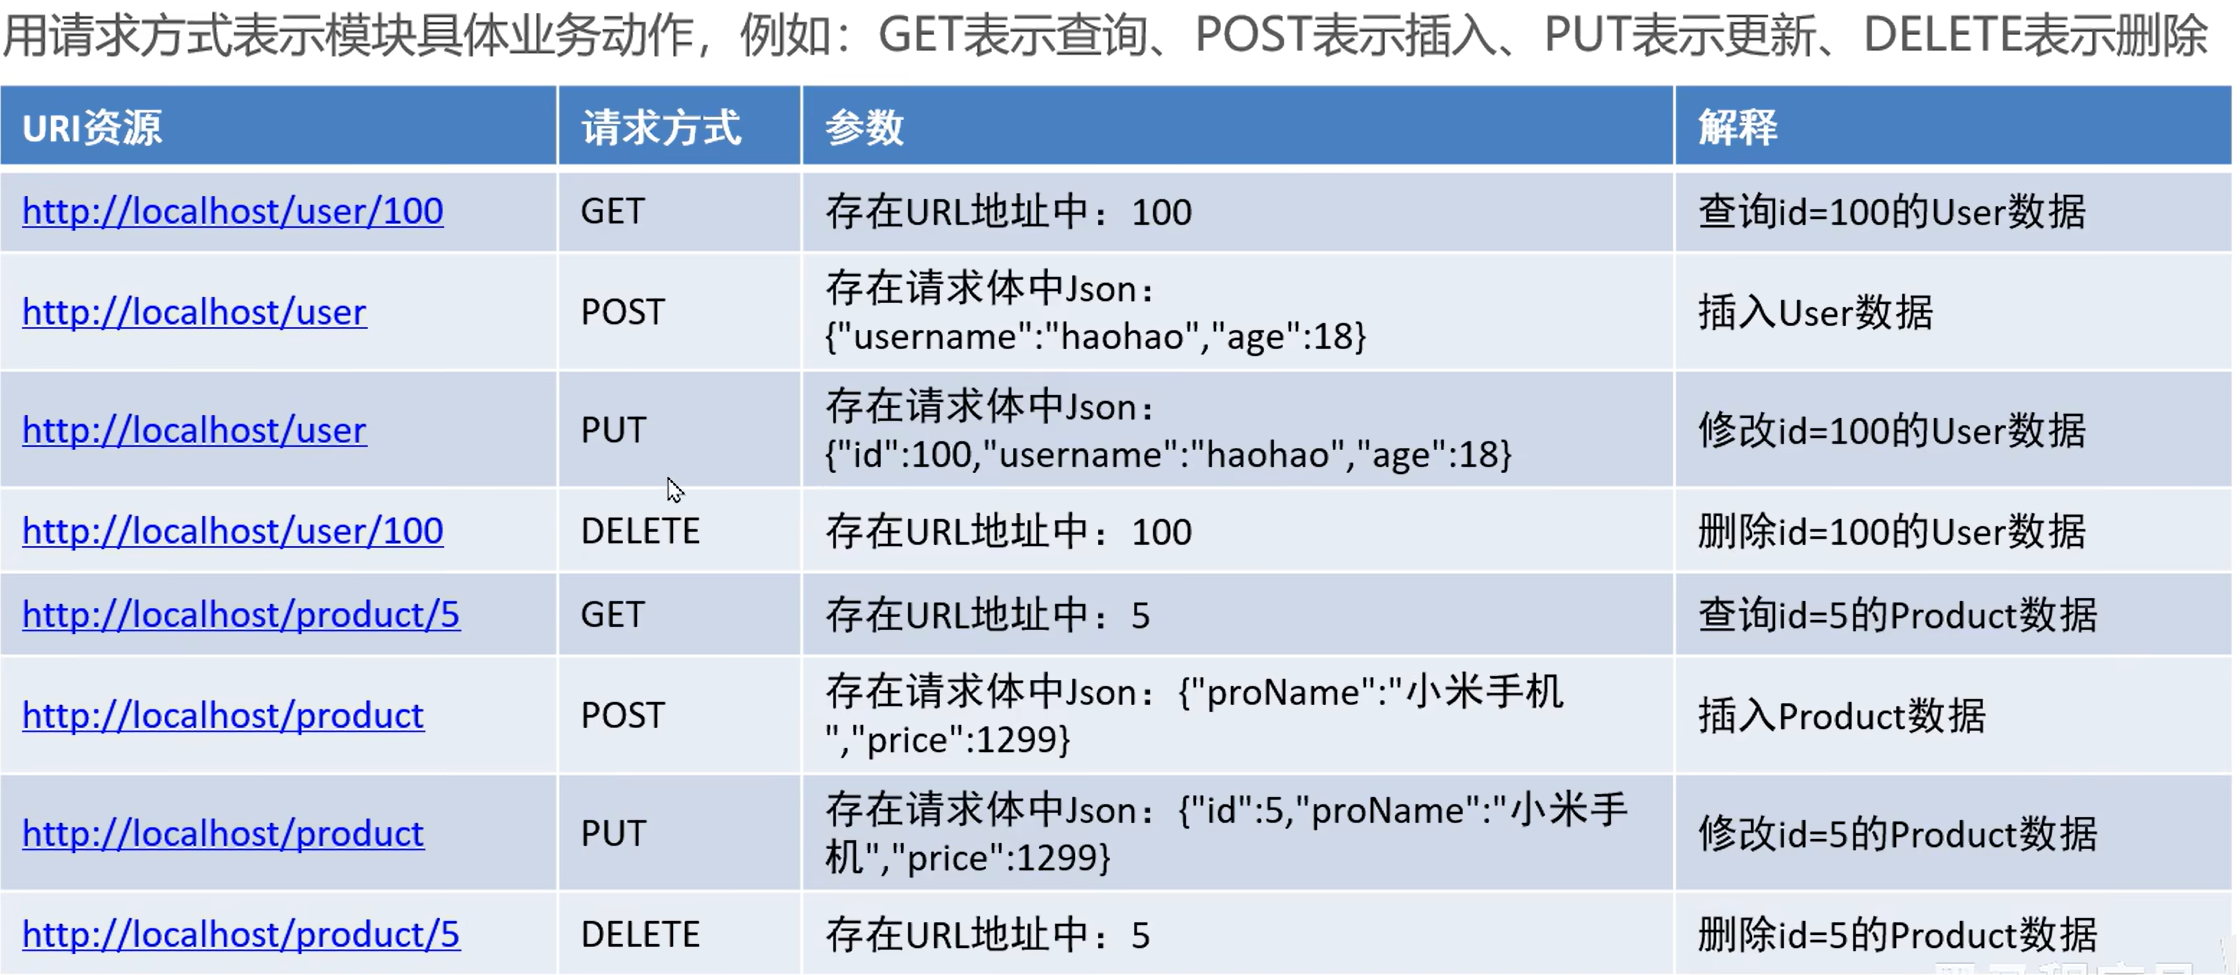 用请求方式表示模块具体业务动作，例如：GET表示查询、POST表示插入、PUT表示更新、DELETE表示删除
URI资源 请求方式 参数 解释
http://localhost/user/100 GET 存在URL地址中：100 查询id=100的User数据
http://localhost/user POST 存在请求体中Json：
{"username":"haohao","age":18} 插入User数据
http://localhost/user PUT 存在请求体中Json：
{"id":100,"username":"haohao","age":18} 修改id=100的User数据
http://localhost/user/100 DELETE 存在URL地址中：100 删除id=100的User数据
http://localhost/product/5 GET 存在URL地址中：5 查询id=5的Product数据
http://localhost/product POST 存在请求体中Json：{"proName":"小米手机
","price":1299} 插入Product数据
http://localhost/product PUT 存在请求体中Json：{"id":5,"proName":"小米手
机","price":1299} 修改id=5的Product数据
http://localhost/product/5 DELETE 存在URL地址中：5 删除id=5的Product数据